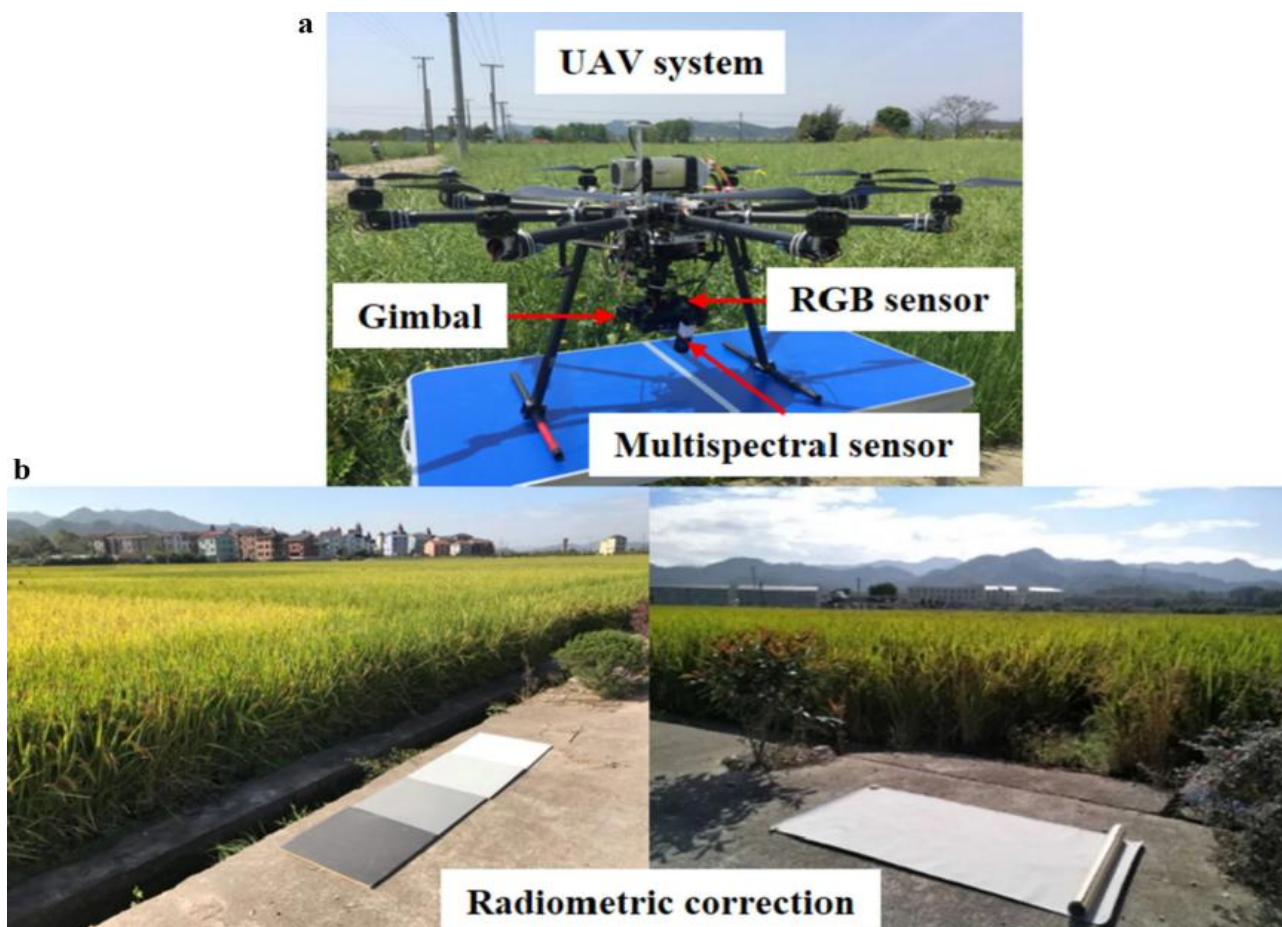 a
UAV system
Gimbal
RGB sensor
Multispectral sensor
b
Radiometric correction